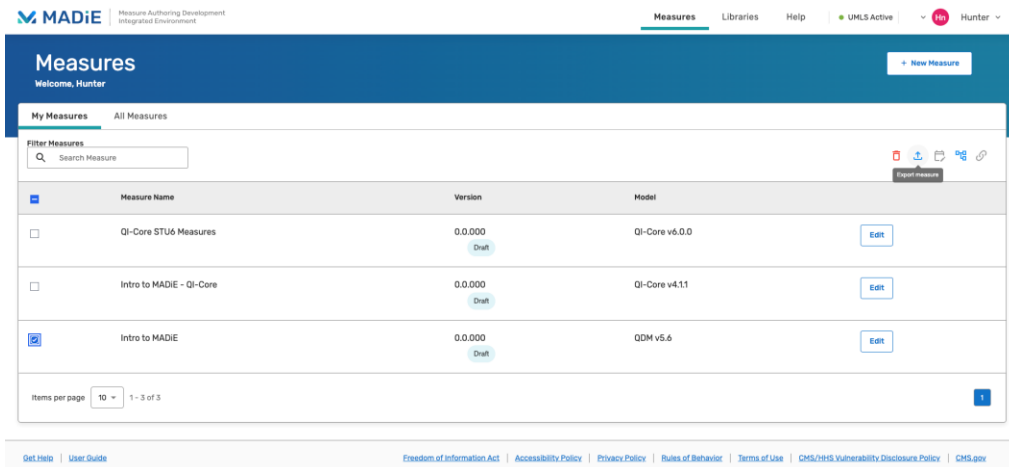 MADiE
Measure Authoring Development
Integrated Environment
Measures Libraries Help UMLS Active Hn Hunter
Measures
Welcome, Hunter
+ New Measure
My Measures All Measures
Filter Measures
Search Measure
Export measure
Measure Name Version Model
QI-Core STU6 Measures 0.0.000 QI-Core v6.0.0 Edit
Draft
Intro to MADiE - QI-Core 0.0.000 QI-Core v4.1.1 Edit
Draft
Intro to MADiE 0.0.000 QDM v5.6 Edit
Draft
Items per page 10 1 - 3 of 3 1
Get Help | User Guide Freedom of Information Act | Accessibility Policy | Privacy Policy | Rules of Behavior | Terms of Use | CMS/HHS Vulnerability Disclosure Policy | CMS.gov